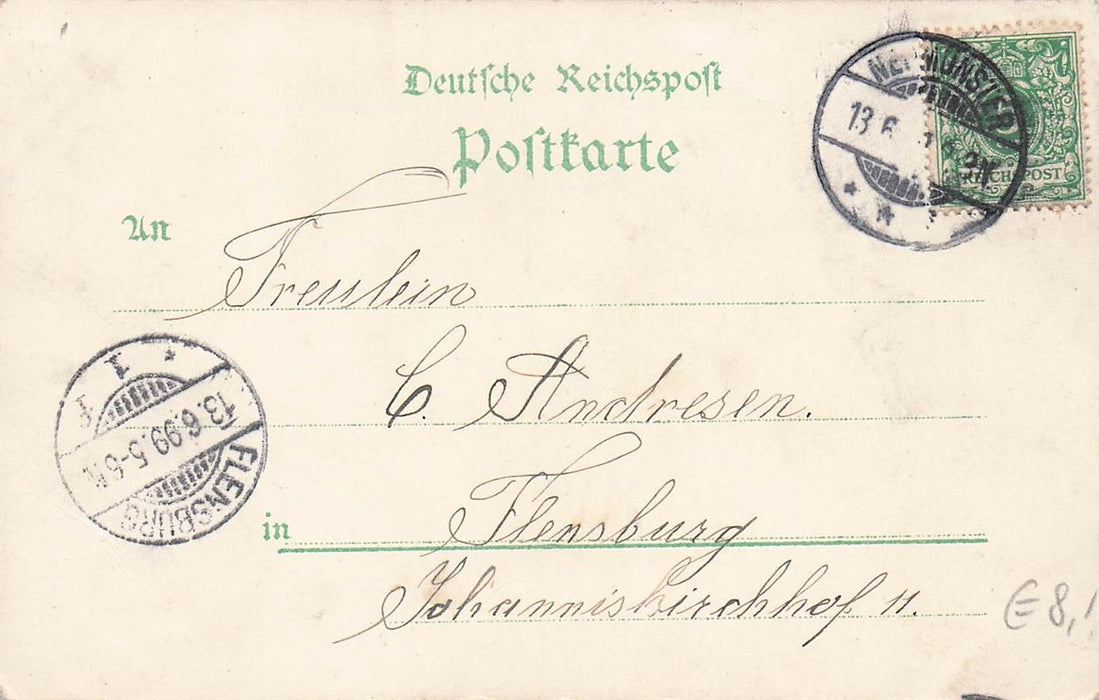 Deutsche Reichspost
Postkarte
NEUMÜNSTER
13.6.
REICHSPOST
An
Freulein
C. Andresen.
13.6.99.5-6N.
FLENSBURG
in
Flensburg
Johanniskirchhof 11.
€ 8,